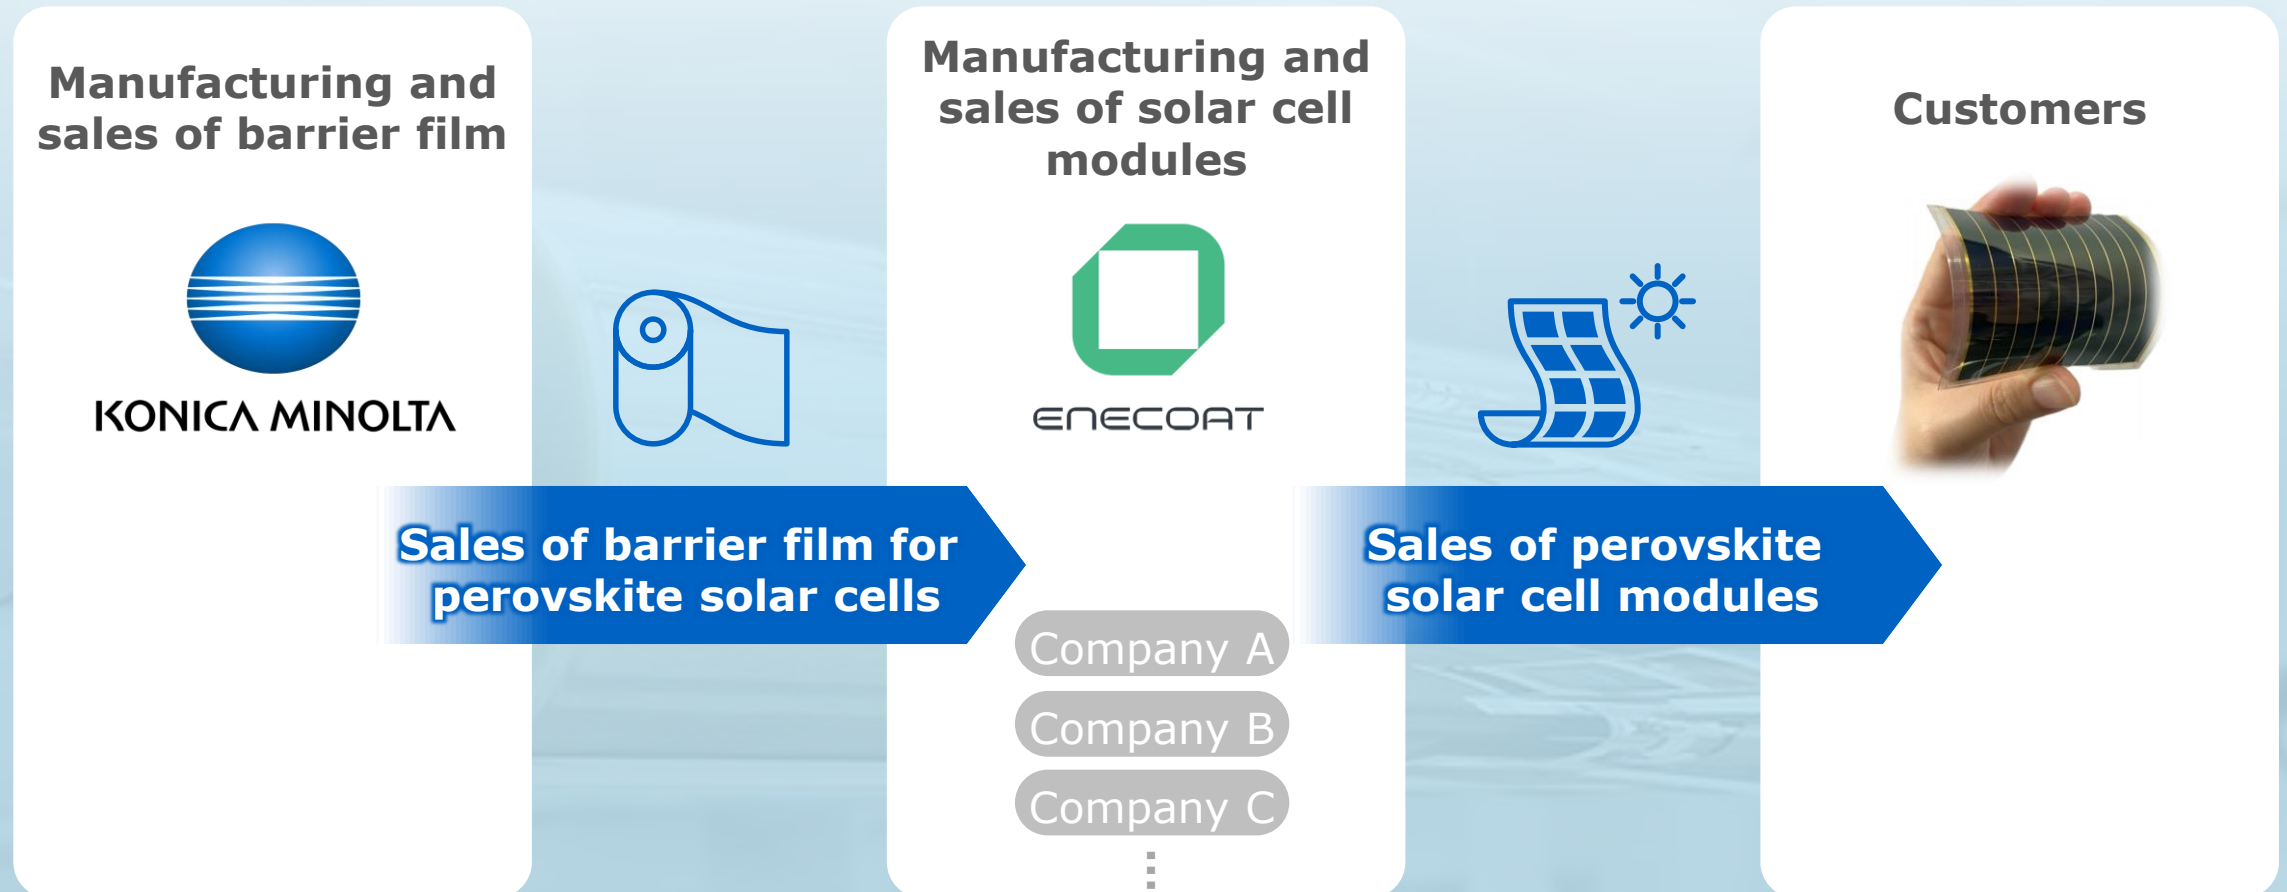 Manufacturing and
sales of barrier film
KONICA MINOLTA
Sales of barrier film for
perovskite solar cells
Manufacturing and
sales of solar cell
modules
ENECOAT
Company A
Company B
Company C
Sales of perovskite
solar cell modules
Customers